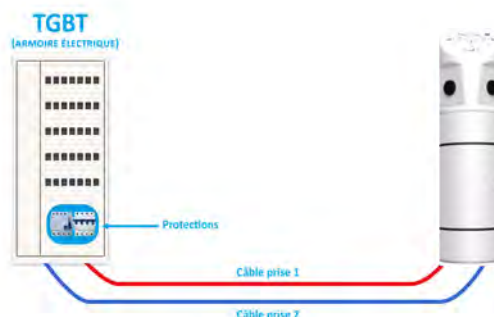 TGBT
(ARMOIRE ÉLECTRIQUE)
Protections
Câble prise 1
Câble prise 2